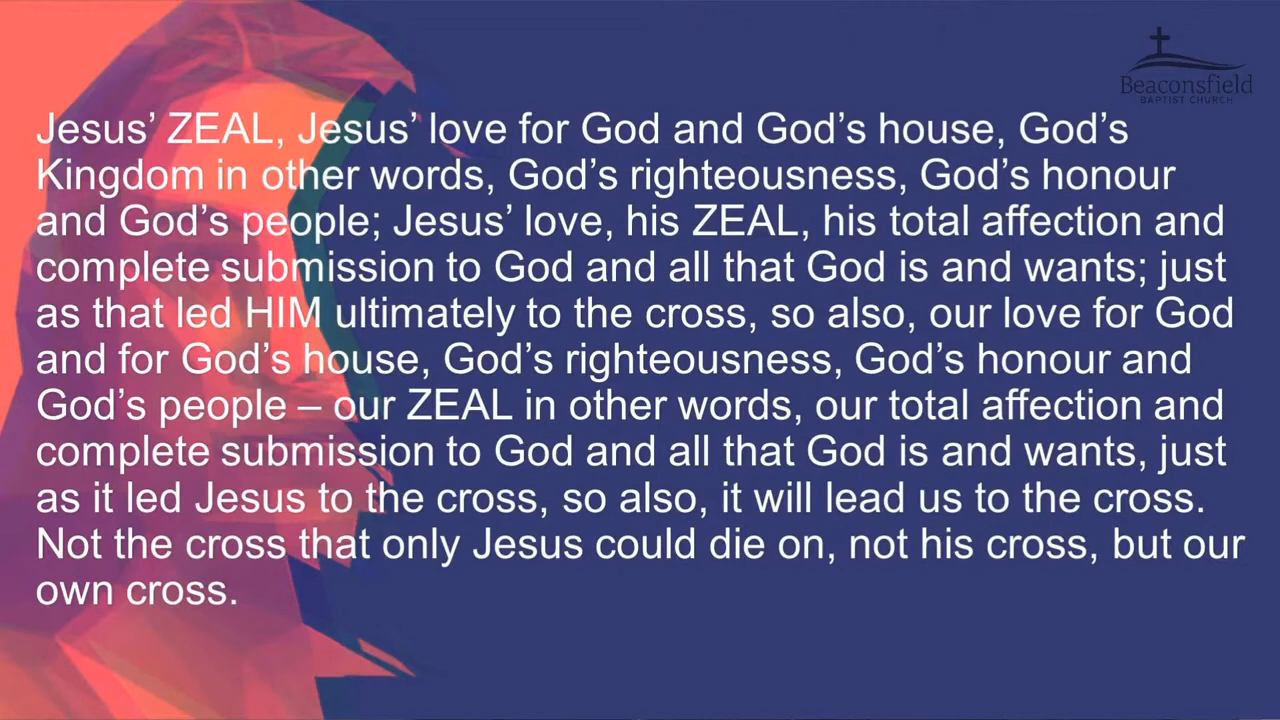 Beaconsfield
BAPTIST CHURCH
Jesus’ ZEAL, Jesus’ love for God and God’s house, God’s
Kingdom in other words, God’s righteousness, God’s honour
and God’s people; Jesus’ love, his ZEAL, his total affection and
complete submission to God and all that God is and wants; just
as that led HIM ultimately to the cross, so also, our love for God
and for God’s house, God’s righteousness, God’s honour and
God’s people – our ZEAL in other words, our total affection and
complete submission to God and all that God is and wants, just
as it led Jesus to the cross, so also, it will lead us to the cross.
Not the cross that only Jesus could die on, not his cross, but our
own cross.